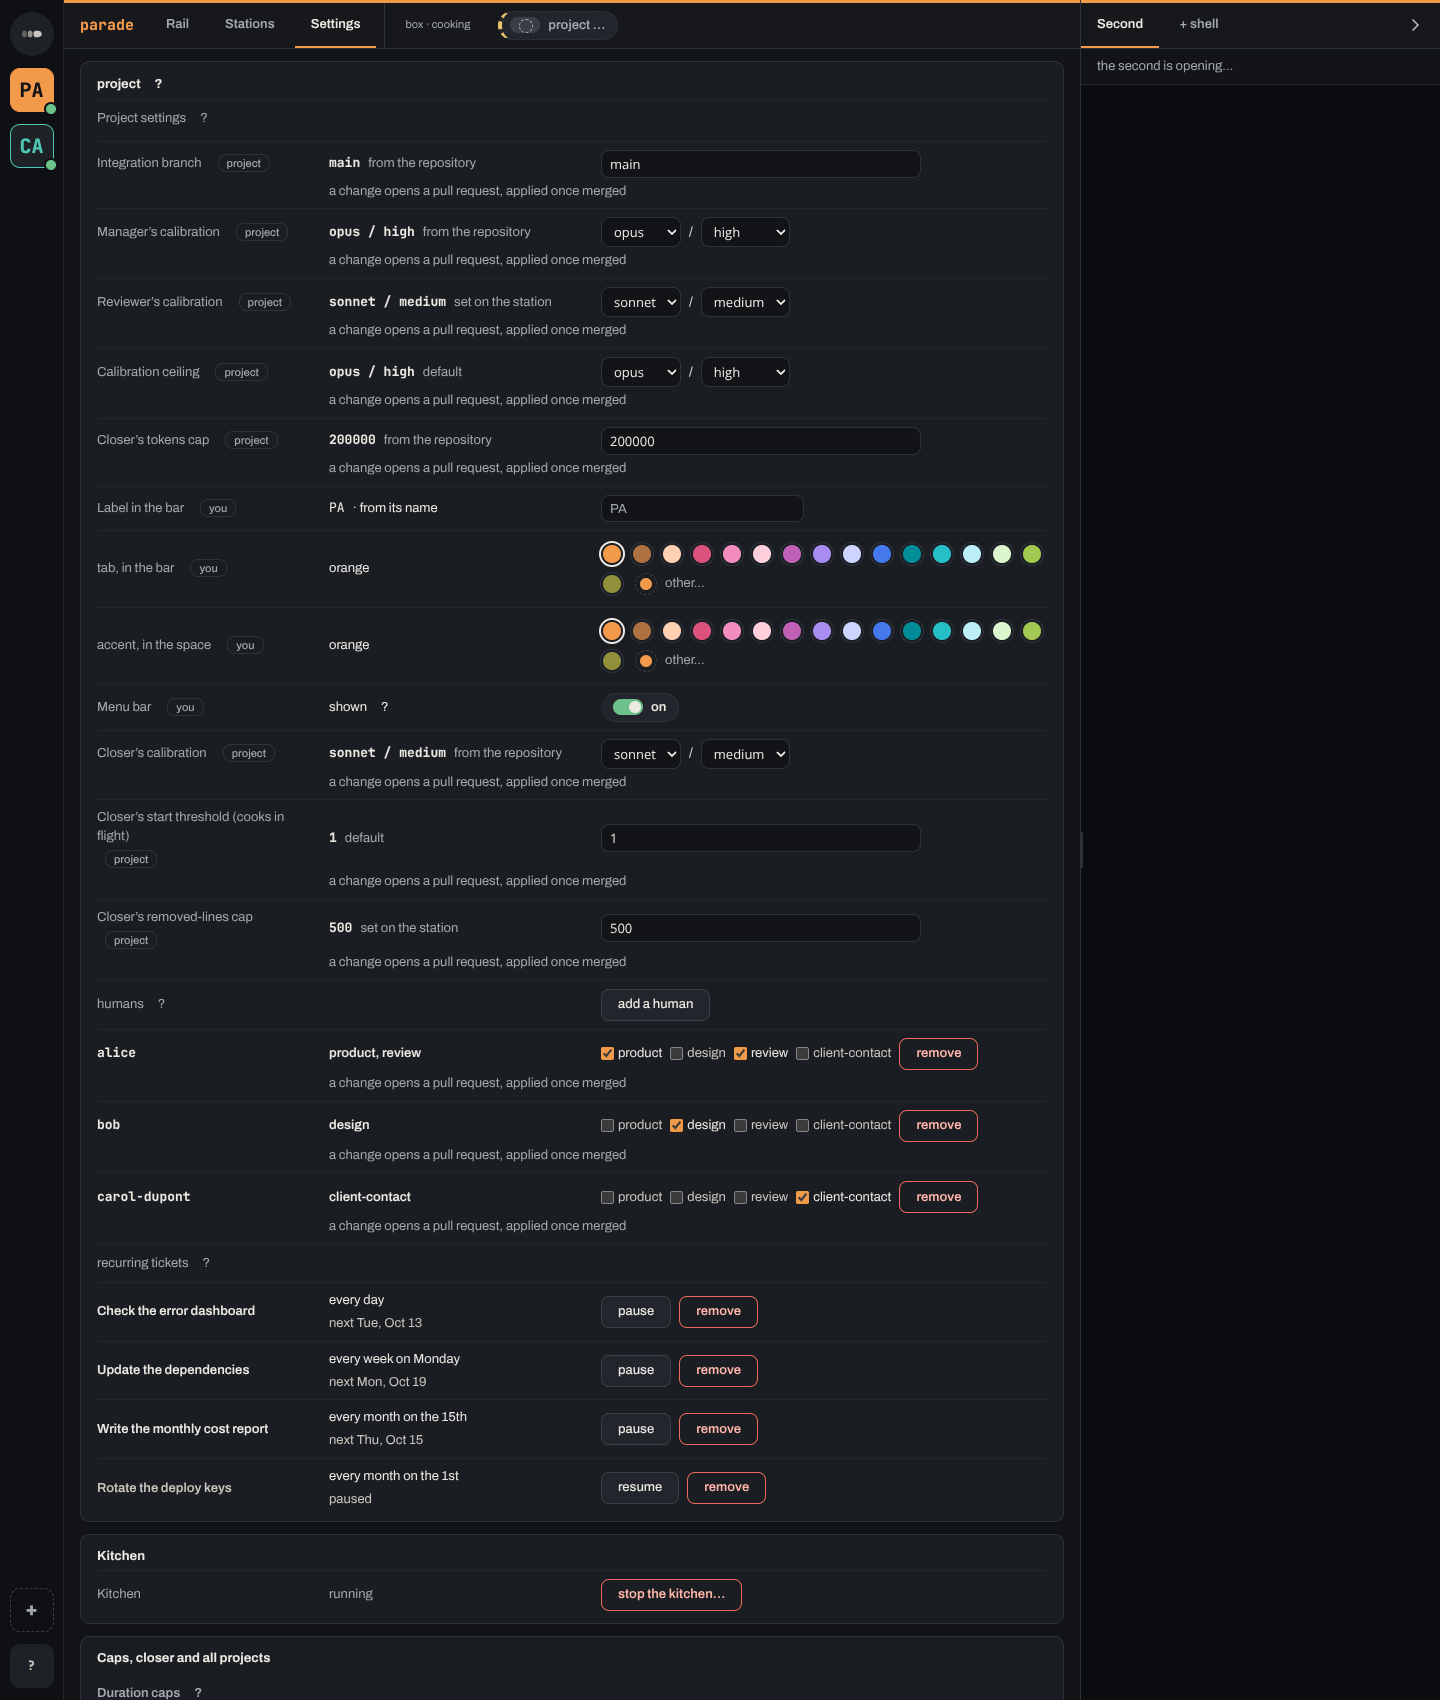 parade Rail Stations Settings box · cooking project ... Second + shell
the second is opening...
PA
CA
project ?
Project settings ?
Integration branch project main from the repository main
a change opens a pull request, applied once merged
Manager's calibration project opus / high from the repository opus / high
a change opens a pull request, applied once merged
Reviewer's calibration project sonnet / medium set on the station sonnet / medium
a change opens a pull request, applied once merged
Calibration ceiling project opus / high default opus / high
a change opens a pull request, applied once merged
Closer's tokens cap project 200000 from the repository 200000
a change opens a pull request, applied once merged
Label in the bar you PA · from its name PA
tab, in the bar you orange
other...
accent, in the space you orange
other...
Menu bar you shown ? on
Closer's calibration project sonnet / medium from the repository sonnet / medium
a change opens a pull request, applied once merged
Closer's start threshold (cooks in
flight)
project 1 default 1
a change opens a pull request, applied once merged
Closer's removed-lines cap
project 500 set on the station 500
a change opens a pull request, applied once merged
humans ? add a human
alice product, review product design review client-contact remove
a change opens a pull request, applied once merged
bob design product design review client-contact remove
a change opens a pull request, applied once merged
carol-dupont client-contact product design review client-contact remove
a change opens a pull request, applied once merged
recurring tickets ?
Check the error dashboard every day pause remove
next Tue, Oct 13
Update the dependencies every week on Monday pause remove
next Mon, Oct 19
Write the monthly cost report every month on the 15th pause remove
next Thu, Oct 15
Rotate the deploy keys every month on the 1st resume remove
paused
Kitchen
Kitchen running stop the kitchen...
Caps, closer and all projects
Duration caps ?
+
?